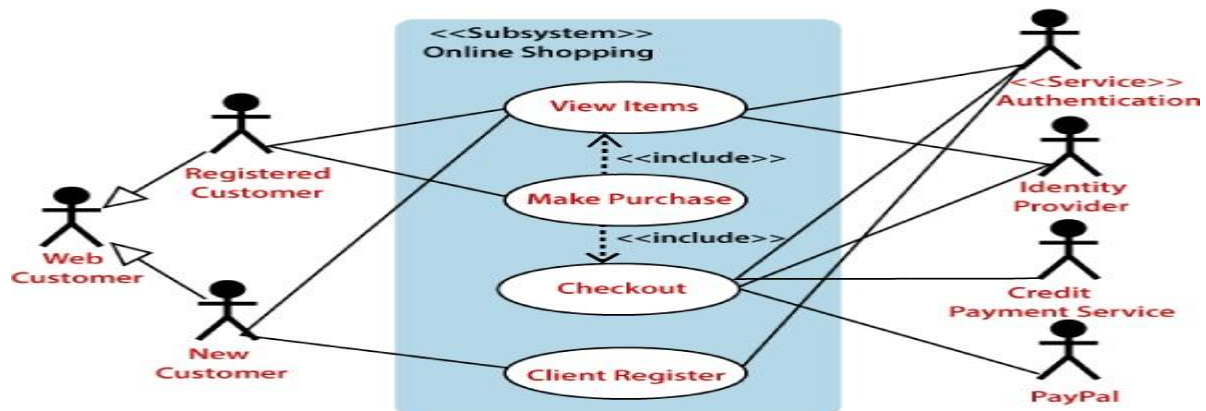 <<Subsystem>>
Online Shopping
View Items
<<include>>
Make Purchase
<<include>>
Checkout
Client Register
Registered
Customer
Web
Customer
New
Customer
<<Service>>
Authentication
Identity
Provider
Credit
Payment Service
PayPal